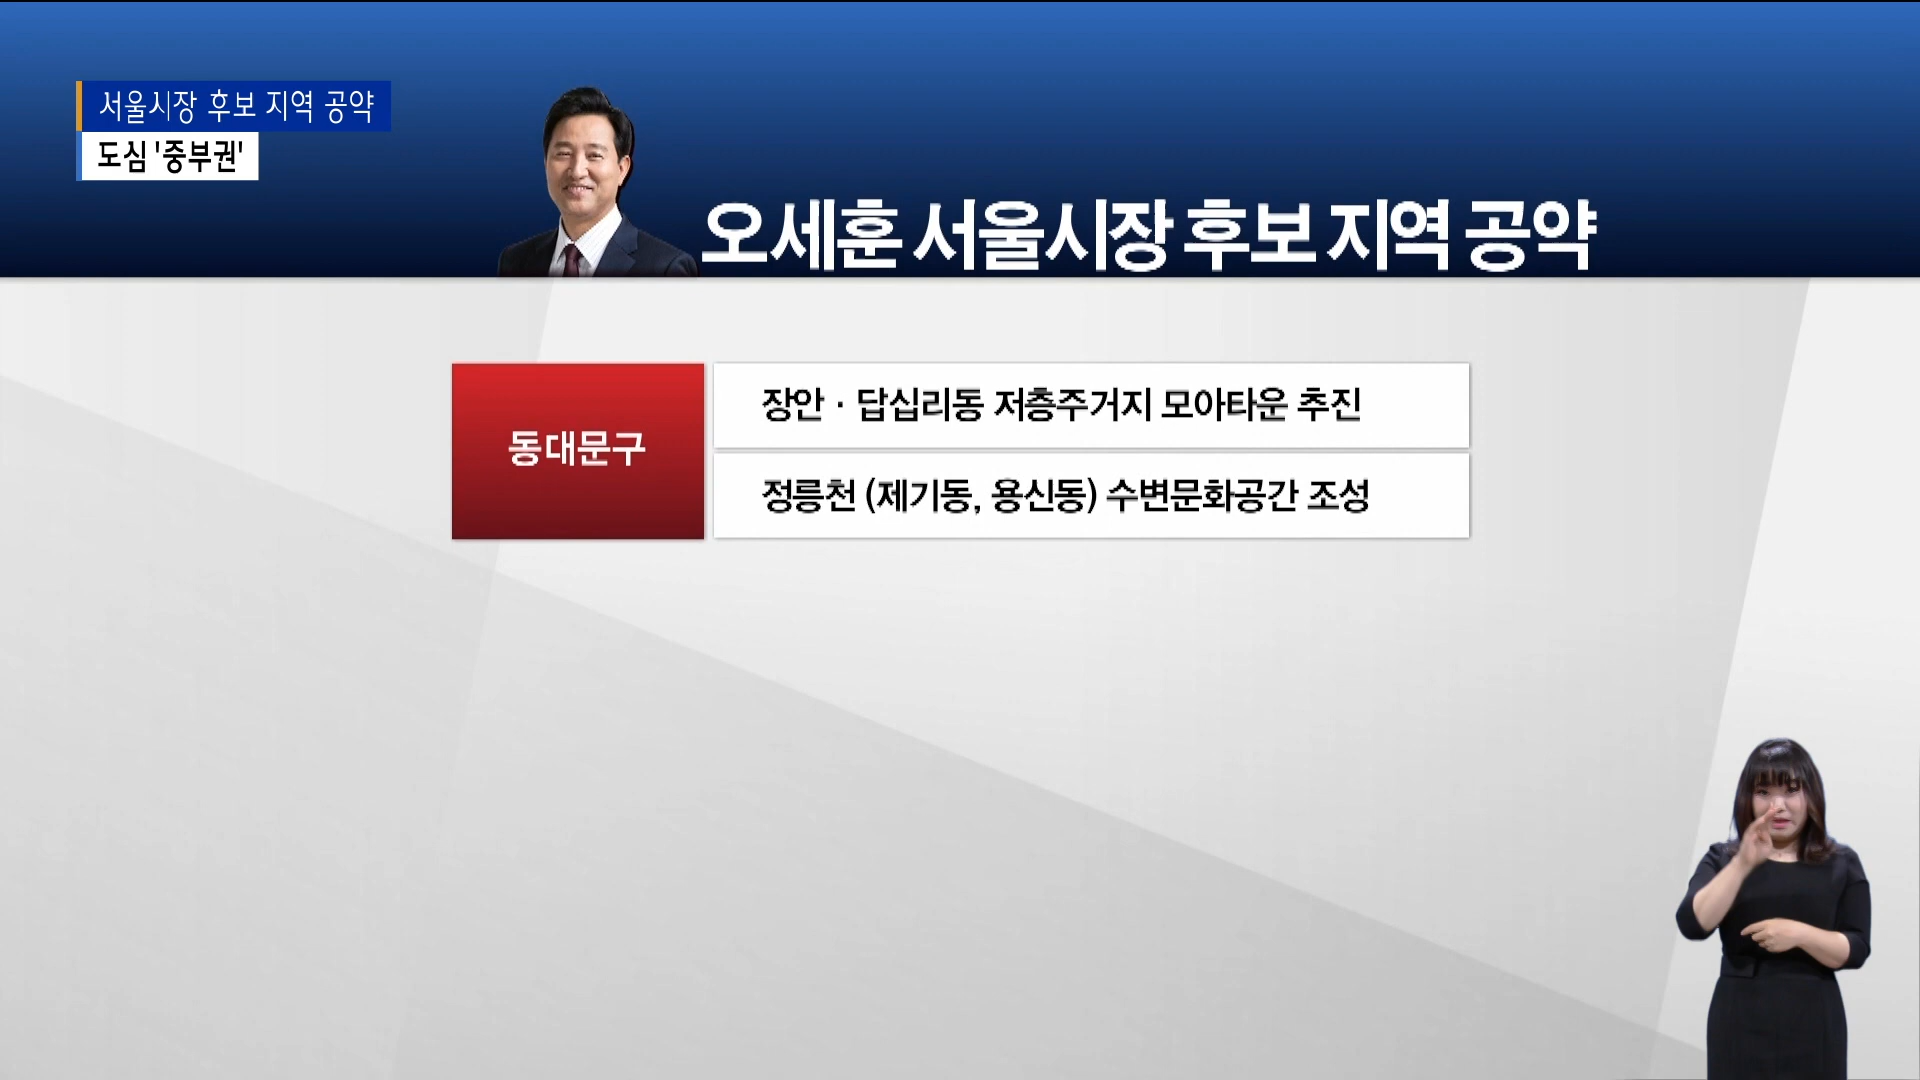 서울시장 후보 지역 공약
도심 '중부권'
오세훈 서울시장 후보 지역 공약
동대문구
장안 · 답십리동 저층주거지 모아타운 추진
정릉천 (제기동, 용신동) 수변문화공간 조성